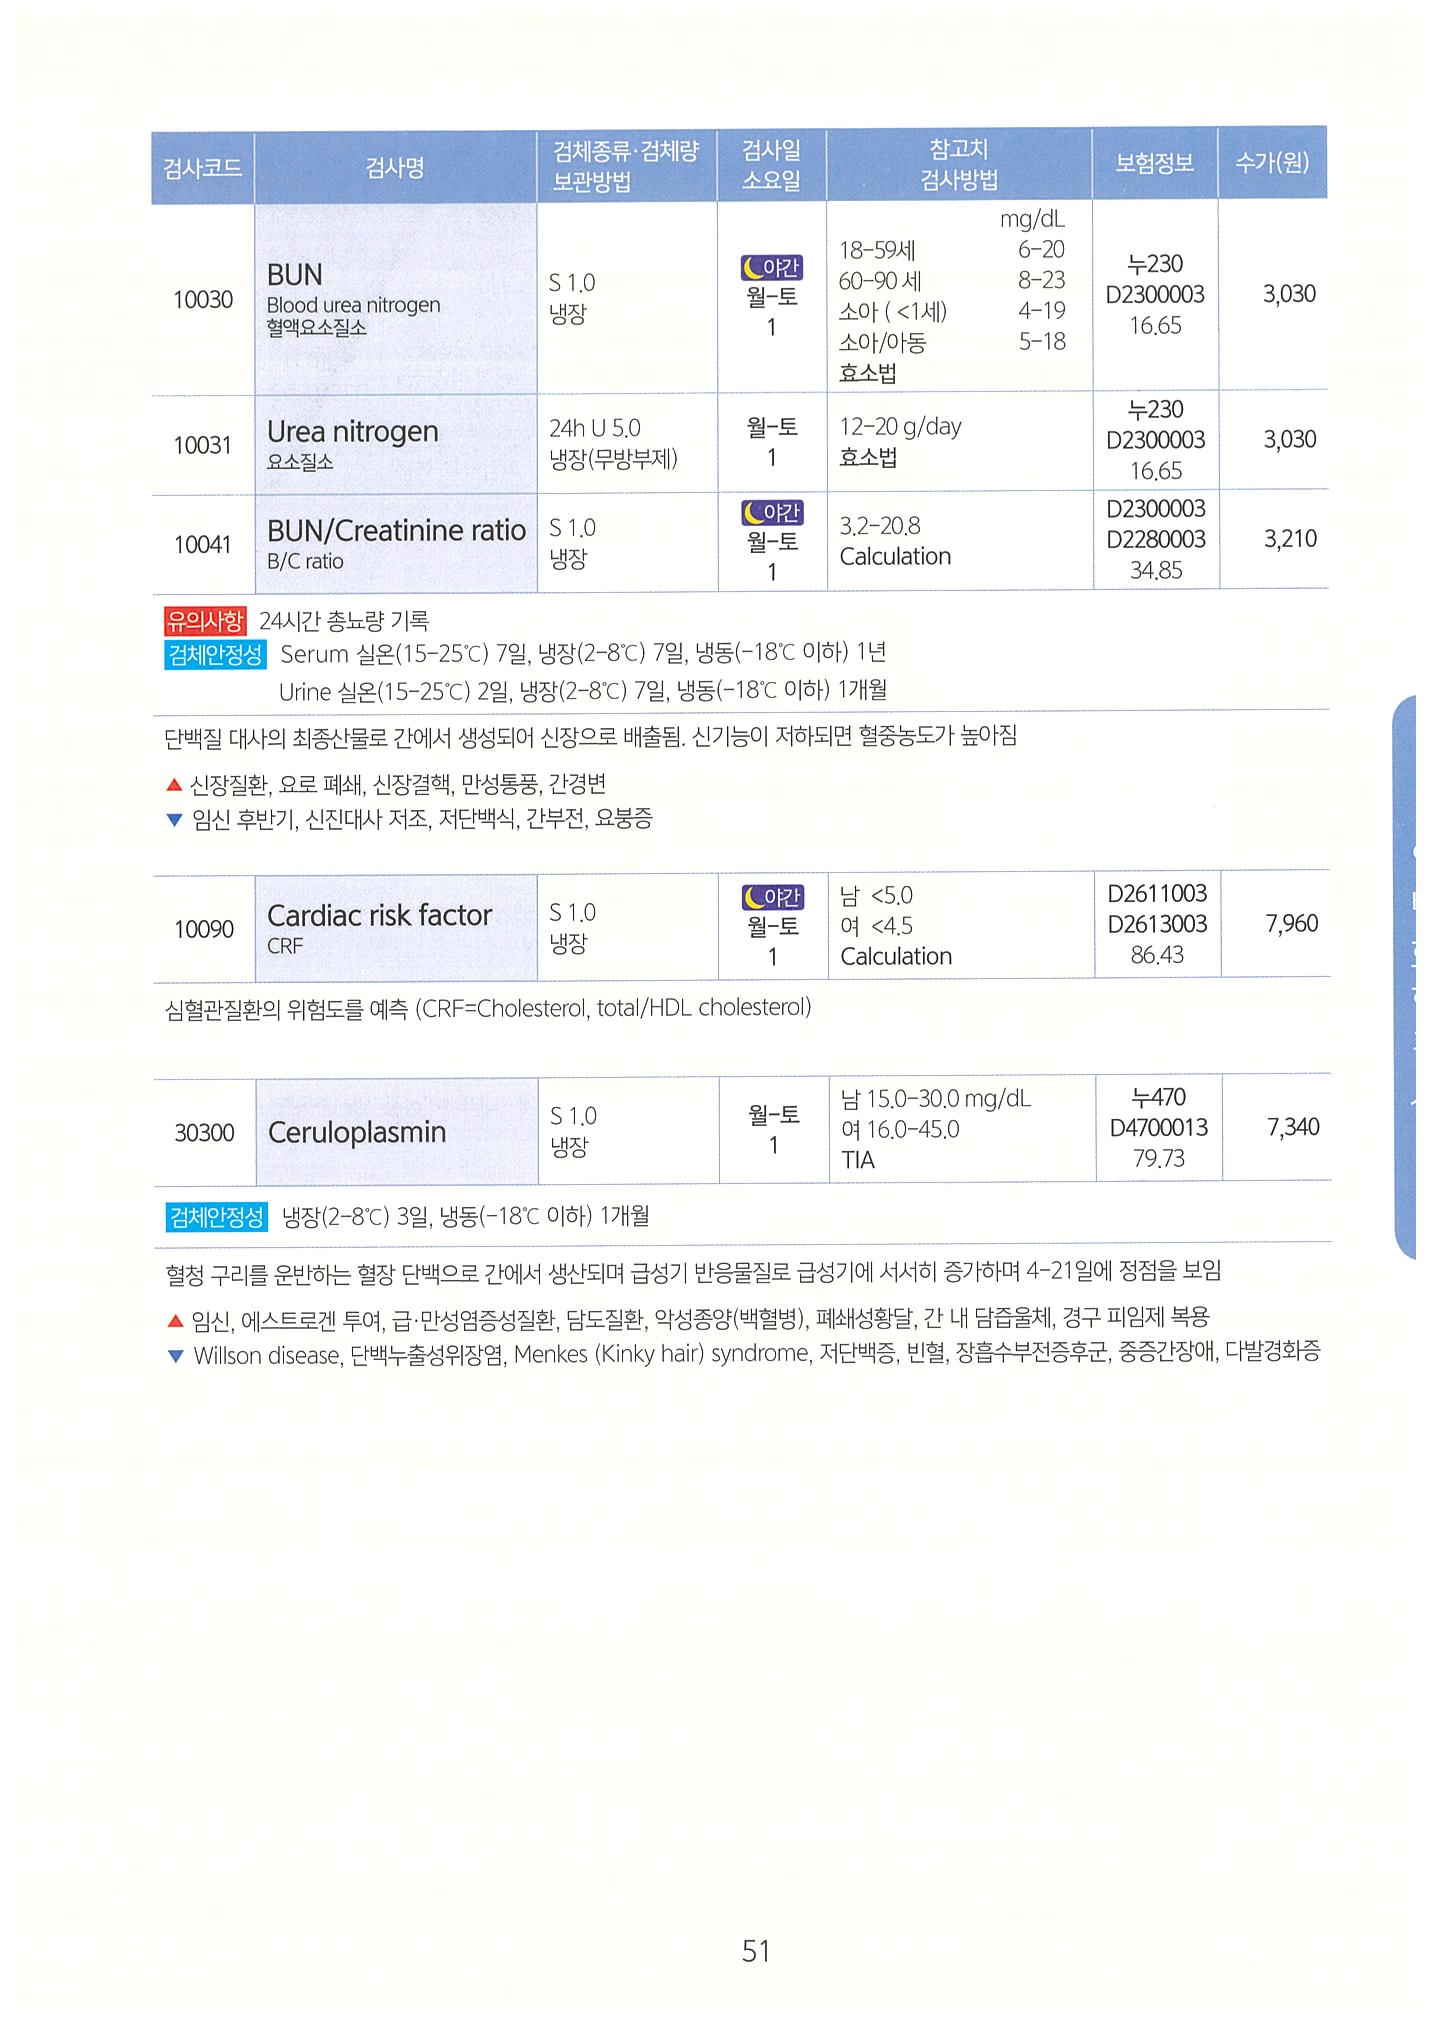 검사코드 검사명 검체종류·검체량 보관방법 검사일 소요일 참고치 검사방법 보험정보 수가(원)
10030
BUN
Blood urea nitrogen
혈액요소질소
S 1.0
냉장
야간
월-토
1
mg/dL
18-59세 6-20
60-90 세 8-23
소아 ( <1세) 4-19
소아/아동 5-18
효소법
누230
D2300003
16.65
3,030
10031
Urea nitrogen
요소질소
24h U 5.0
냉장(무방부제)
월-토
1
12-20 g/day
효소법
누230
D2300003
16.65
3,030
10041
BUN/Creatinine ratio
B/C ratio
S 1.0
냉장
야간
월-토
1
3.2-20.8
Calculation
D2300003
D2280003
34.85
3,210
유의사항 24시간 총뇨량 기록
검체안정성 Serum 실온(15-25℃) 7일, 냉장(2-8℃) 7일, 냉동(-18℃ 이하) 1년
Urine 실온(15-25℃) 2일, 냉장(2-8℃) 7일, 냉동(-18℃ 이하) 1개월
단백질 대사의 최종산물로 간에서 생성되어 신장으로 배출됨. 신기능이 저하되면 혈중농도가 높아짐
▲ 신장질환, 요로 폐쇄, 신장결핵, 만성통풍, 간경변
▼ 임신 후반기, 신진대사 저조, 저단백식, 간부전, 요붕증
10090
Cardiac risk factor
CRF
S 1.0
냉장
야간
월-토
1
남 <5.0
여 <4.5
Calculation
D2611003
D2613003
86.43
7,960
심혈관질환의 위험도를 예측 (CRF=Cholesterol, total/HDL cholesterol)
30300
Ceruloplasmin
S 1.0
냉장
월-토
1
남 15.0-30.0 mg/dL
여 16.0-45.0
TIA
누470
D4700013
79.73
7,340
검체안정성 냉장(2-8℃) 3일, 냉동(-18℃ 이하) 1개월
혈청 구리를 운반하는 혈장 단백으로 간에서 생산되며 급성기 반응물질로 급성기에 서서히 증가하며 4-21일에 정점을 보임
▲ 임신, 에스트로겐 투여, 급·만성염증성질환, 담도질환, 악성종양(백혈병), 폐쇄성황달, 간 내 담즙울체, 경구 피임제 복용
▼ Willson disease, 단백누출성위장염, Menkes (Kinky hair) syndrome, 저단백증, 빈혈, 장흡수부전증후군, 중증간장애, 다발경화증
51